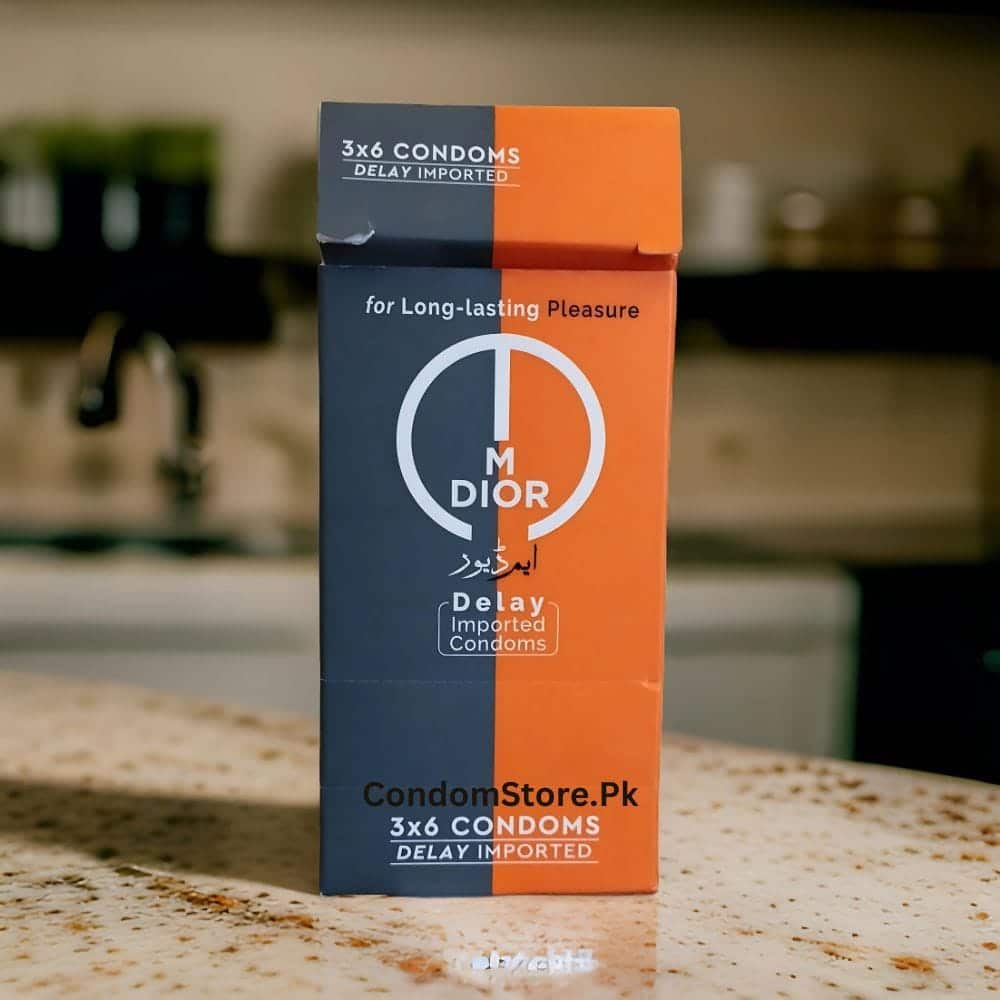 3x6 CONDOMS
DELAY IMPORTED
for Long-lasting Pleasure
M
DIOR
ایم ڈیور
Delay
Imported
Condoms
CondomStore.Pk
3x6 CONDOMS
DELAY IMPORTED